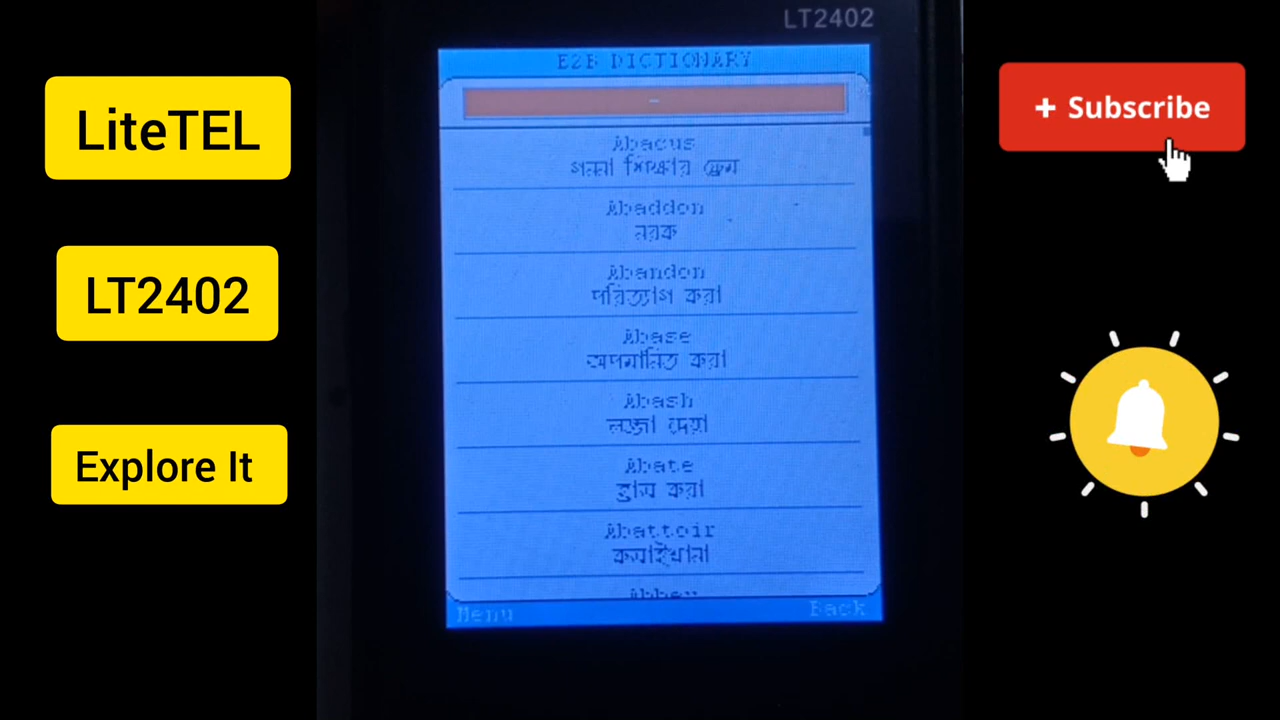 LiteTEL
LT2402
Explore It
LT2402
E2B DICTIONARY
Abacus
গননা শিক্ষার ফ্রেম
Abaddon
নরক
Abandon
পরিত্যাগ করা
Abase
অপমানিত করা
Abash
লজ্জা দেয়া
Abate
হ্রাস করা
Abattoir
কসাইখানা
Menu
Back
+ Subscribe